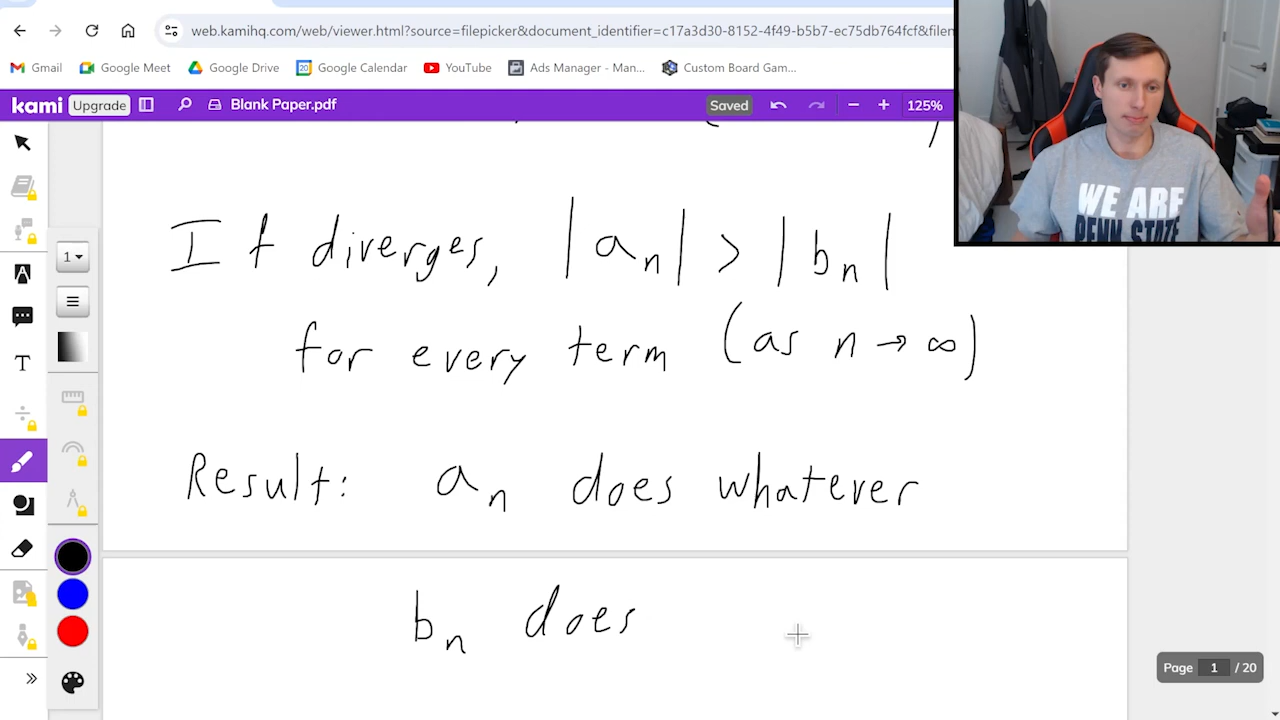 web.kamihq.com/web/viewer.html?source=filepicker&document_identifier=c17a3d30-8152-4f49-b5b7-ec75db764fcf&filen
Gmail Google Meet Google Drive Google Calendar YouTube Ads Manager - Man... Custom Board Gam...
kami Upgrade Blank Paper.pdf Saved 125%
WE ARE
PENN STATE
If diverges, |aₙ| > |bₙ|
1
for every term (as n → ∞)
T
Result: aₙ does whatever
bₙ does
Page 1 / 20